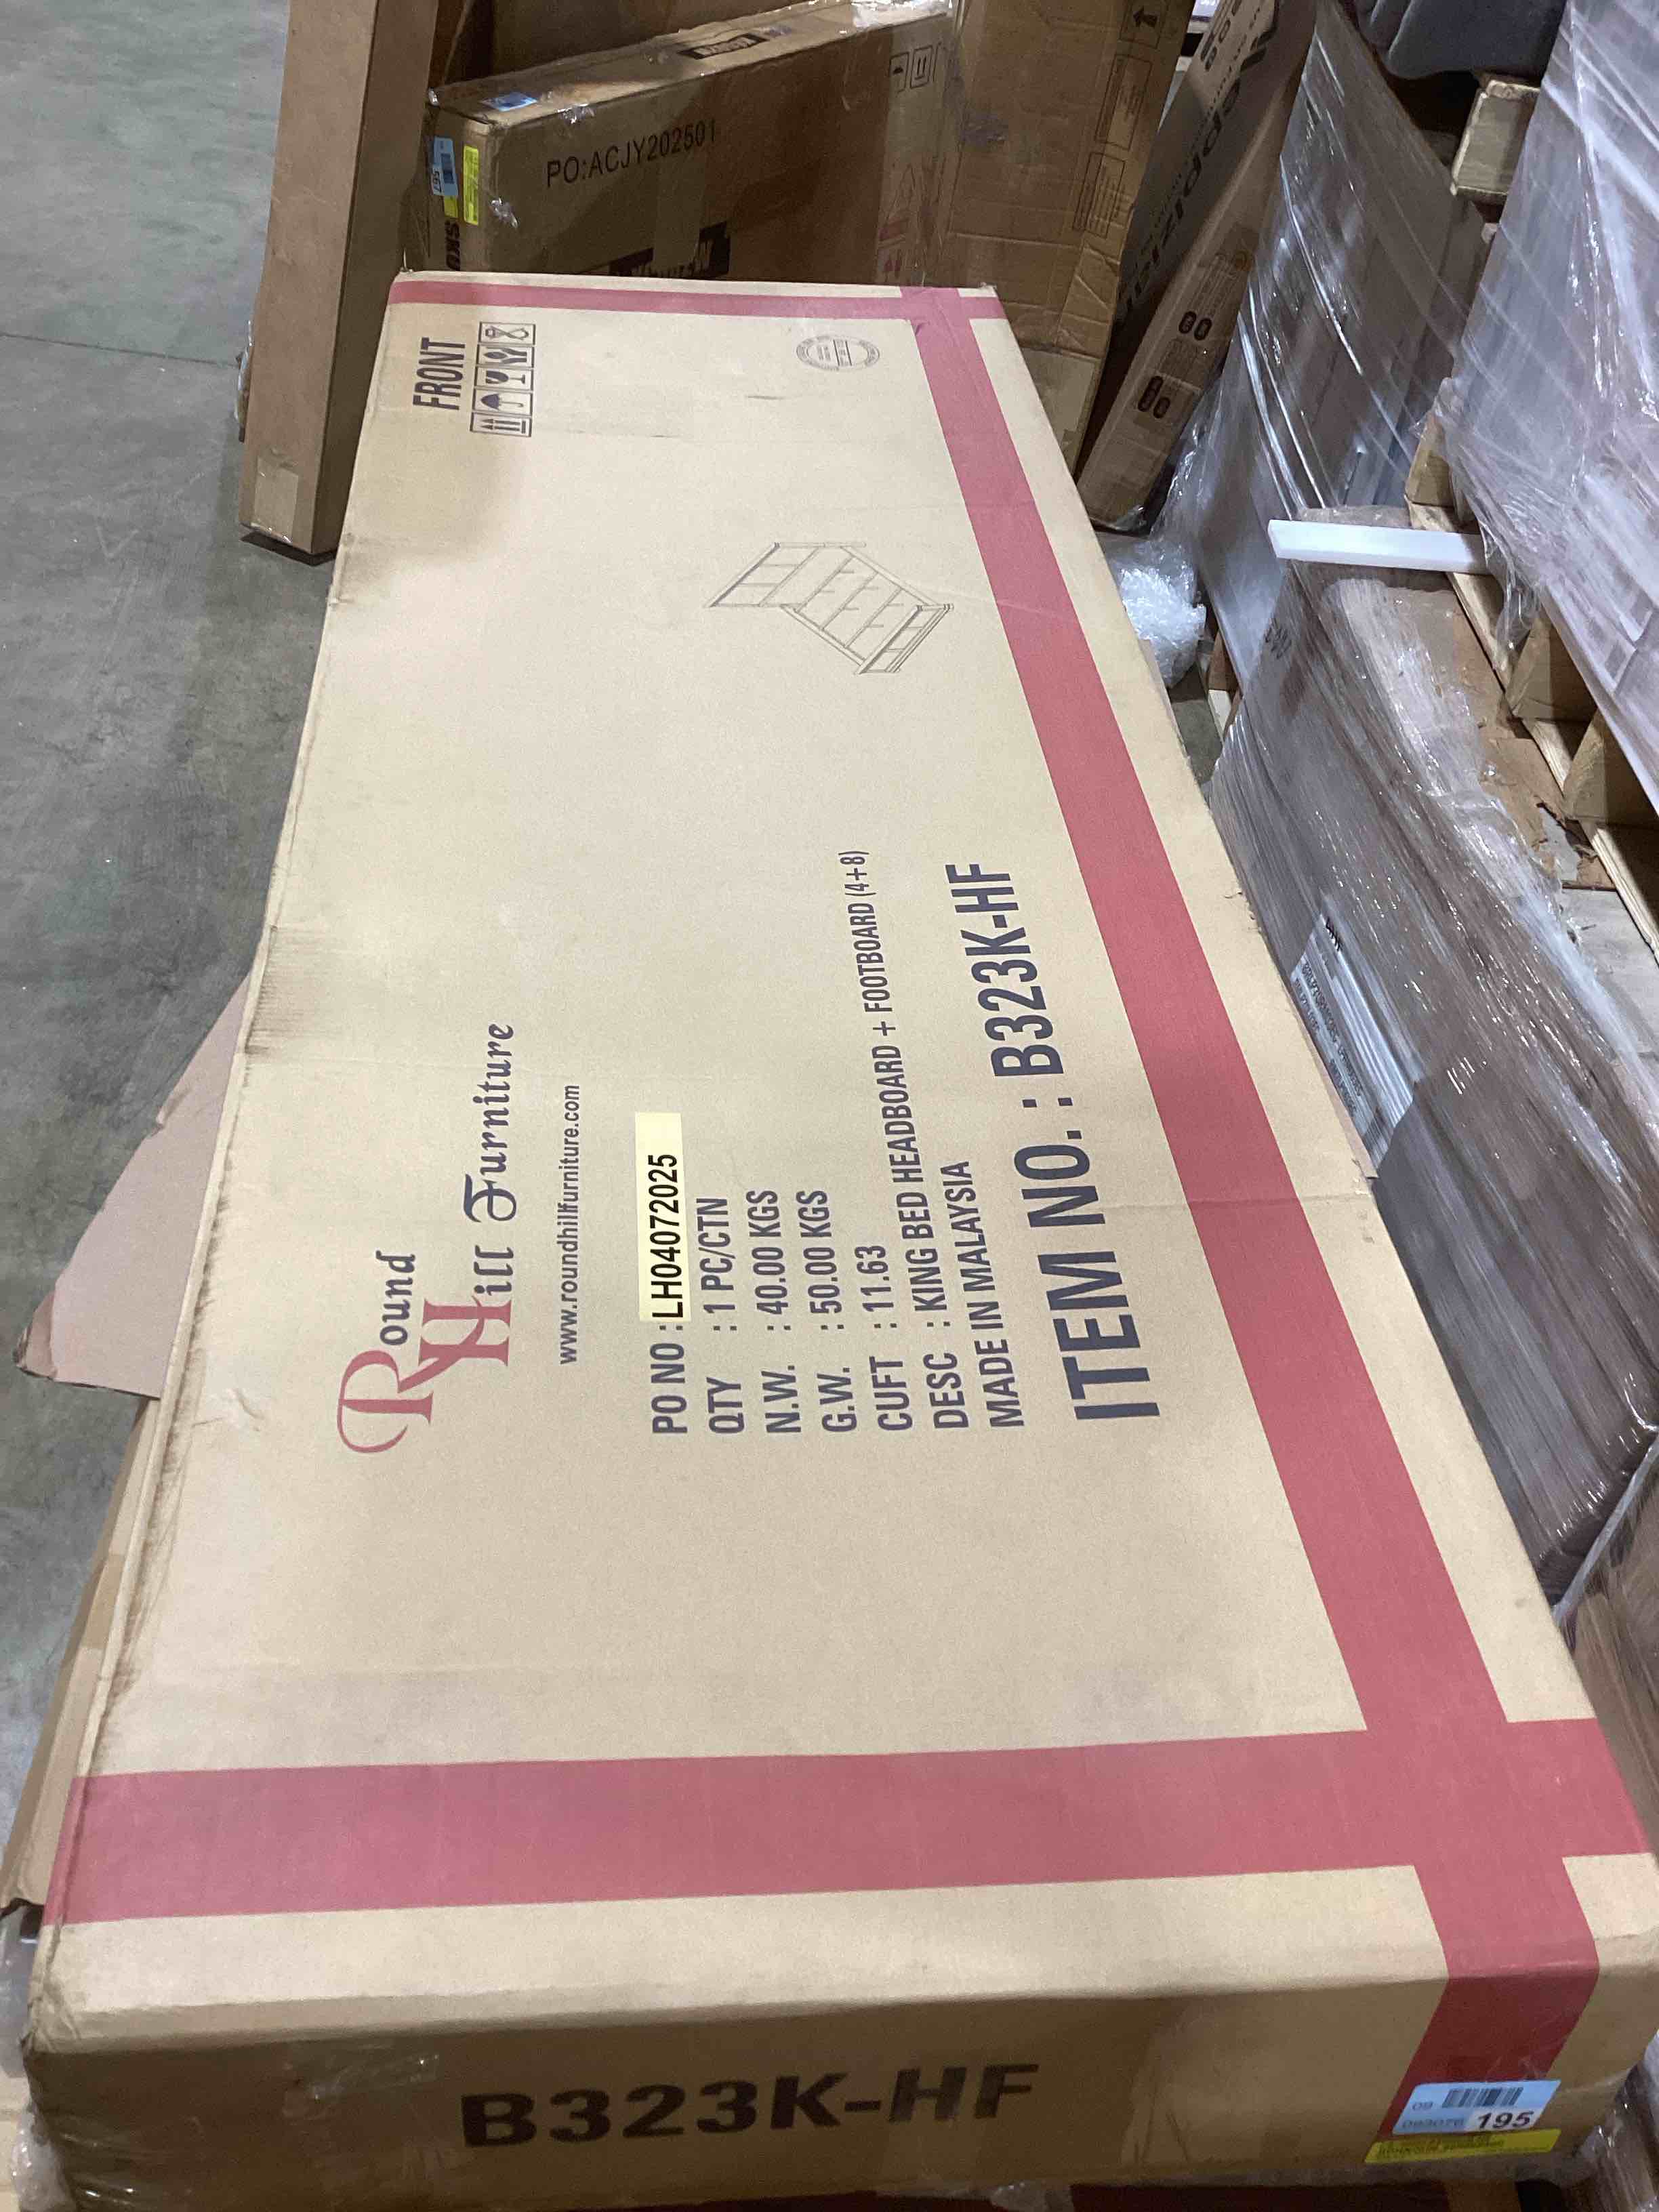 FRONT
Round
Hill Furniture
www.roundhillfurniture.com
PO NO : LH04072025
QTY : 1 PC/CTN
N.W. : 40.00 KGS
G.W. : 50.00 KGS
CUFT : 11.63
DESC : KING BED HEADBOARD + FOOTBOARD (4+8)
MADE IN MALAYSIA
ITEM NO. : B323K-HF
B323K-HF
09
195
PO:ACJY202501
567